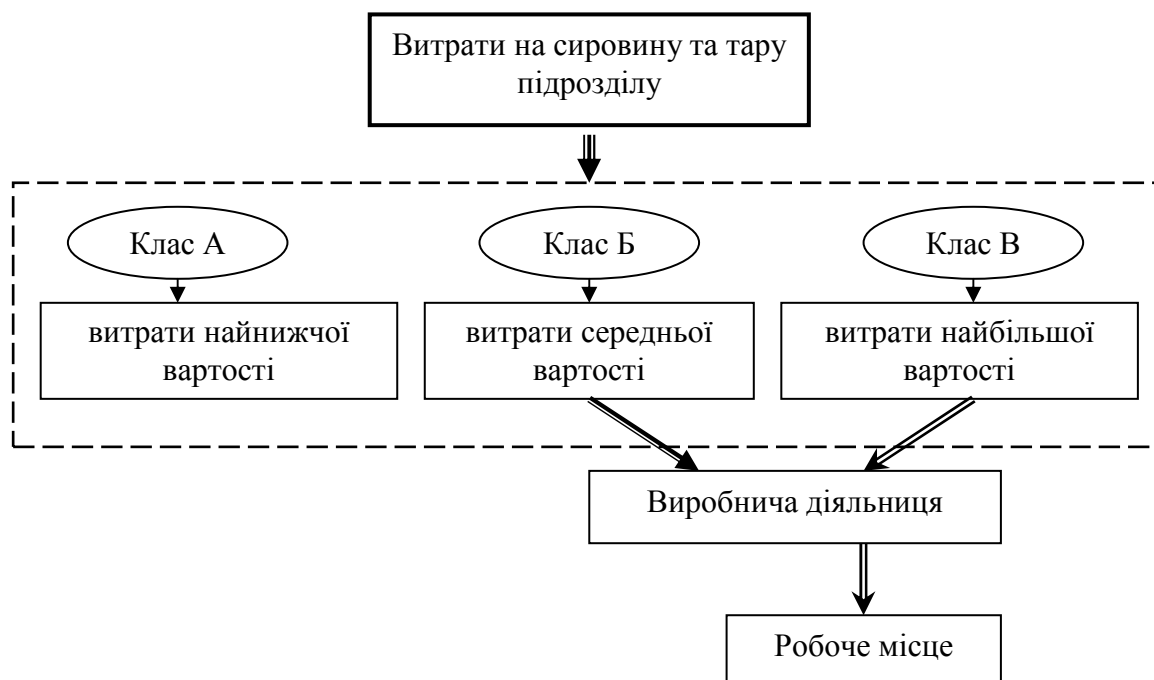 Витрати на сировину та тару
підрозділу
Клас А
Клас Б
Клас В
витрати найнижчої
вартості
витрати середньої
вартості
витрати найбільшої
вартості
Виробнича діяльниця
Робоче місце